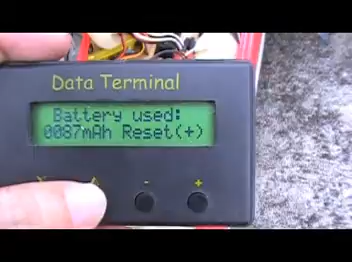 Data Terminal
Battery used:
0087mAh Reset(+)
- +